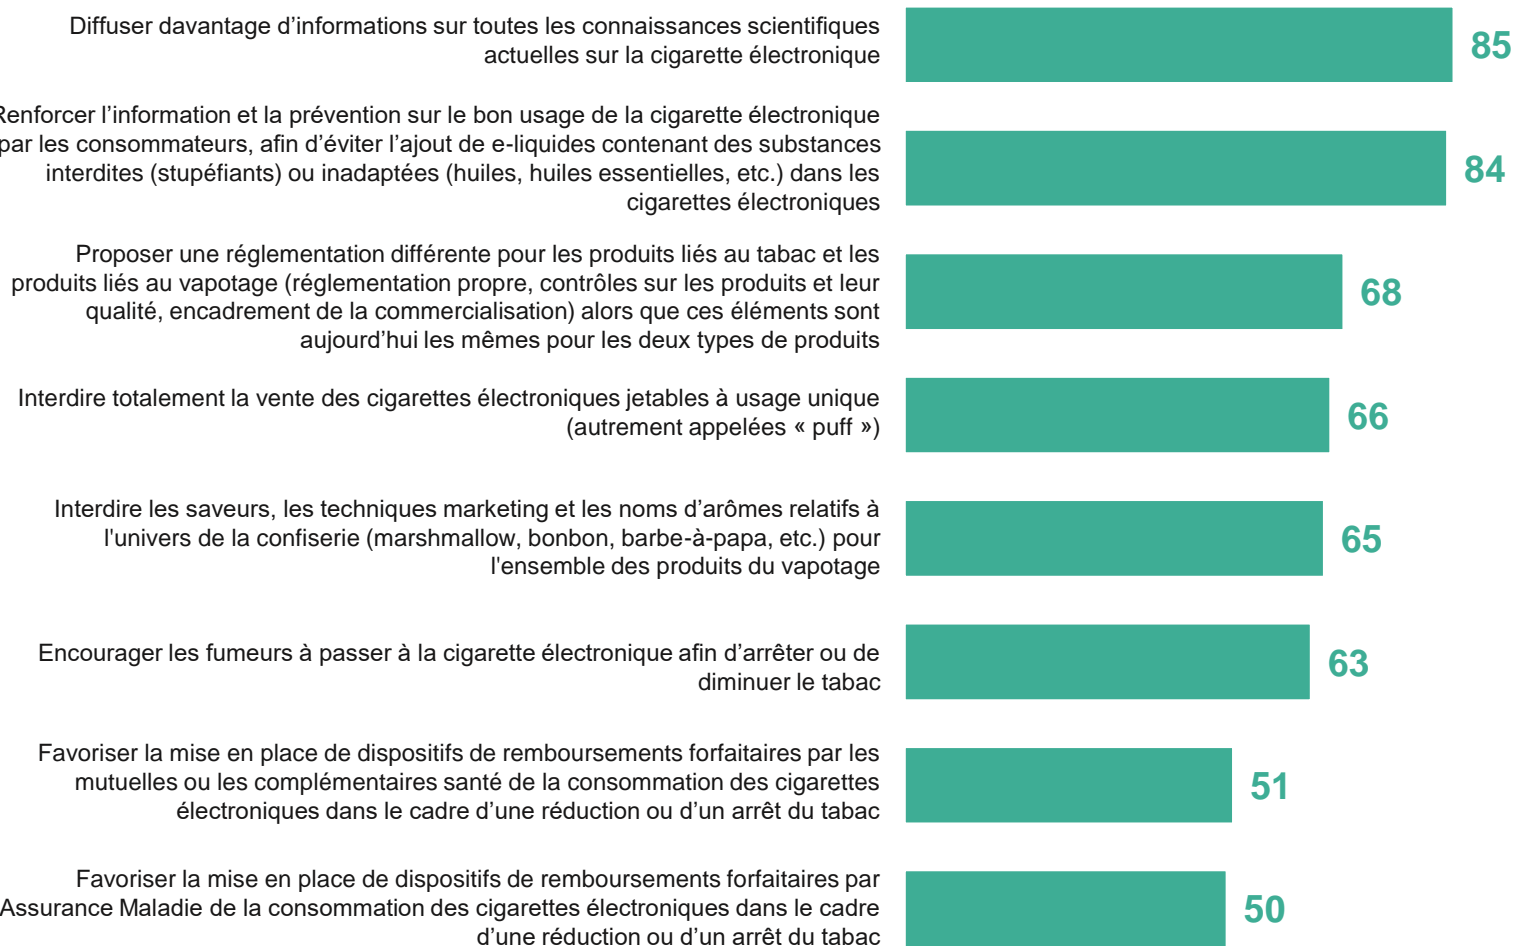 Diffuser davantage d’informations sur toutes les connaissances scientifiques
actuelles sur la cigarette électronique
85
Renforcer l’information et la prévention sur le bon usage de la cigarette électronique
par les consommateurs, afin d’éviter l’ajout de e-liquides contenant des substances
interdites (stupéfiants) ou inadaptées (huiles, huiles essentielles, etc.) dans les
cigarettes électroniques
84
Proposer une réglementation différente pour les produits liés au tabac et les
produits liés au vapotage (réglementation propre, contrôles sur les produits et leur
qualité, encadrement de la commercialisation) alors que ces éléments sont
aujourd’hui les mêmes pour les deux types de produits
68
Interdire totalement la vente des cigarettes électroniques jetables à usage unique
(autrement appelées « puff »)
66
Interdire les saveurs, les techniques marketing et les noms d’arômes relatifs à
l'univers de la confiserie (marshmallow, bonbon, barbe-à-papa, etc.) pour
l'ensemble des produits du vapotage
65
Encourager les fumeurs à passer à la cigarette électronique afin d’arrêter ou de
diminuer le tabac
63
Favoriser la mise en place de dispositifs de remboursements forfaitaires par les
mutuelles ou les complémentaires santé de la consommation des cigarettes
électroniques dans le cadre d’une réduction ou d’un arrêt du tabac
51
Favoriser la mise en place de dispositifs de remboursements forfaitaires par
Assurance Maladie de la consommation des cigarettes électroniques dans le cadre
d’une réduction ou d’un arrêt du tabac
50